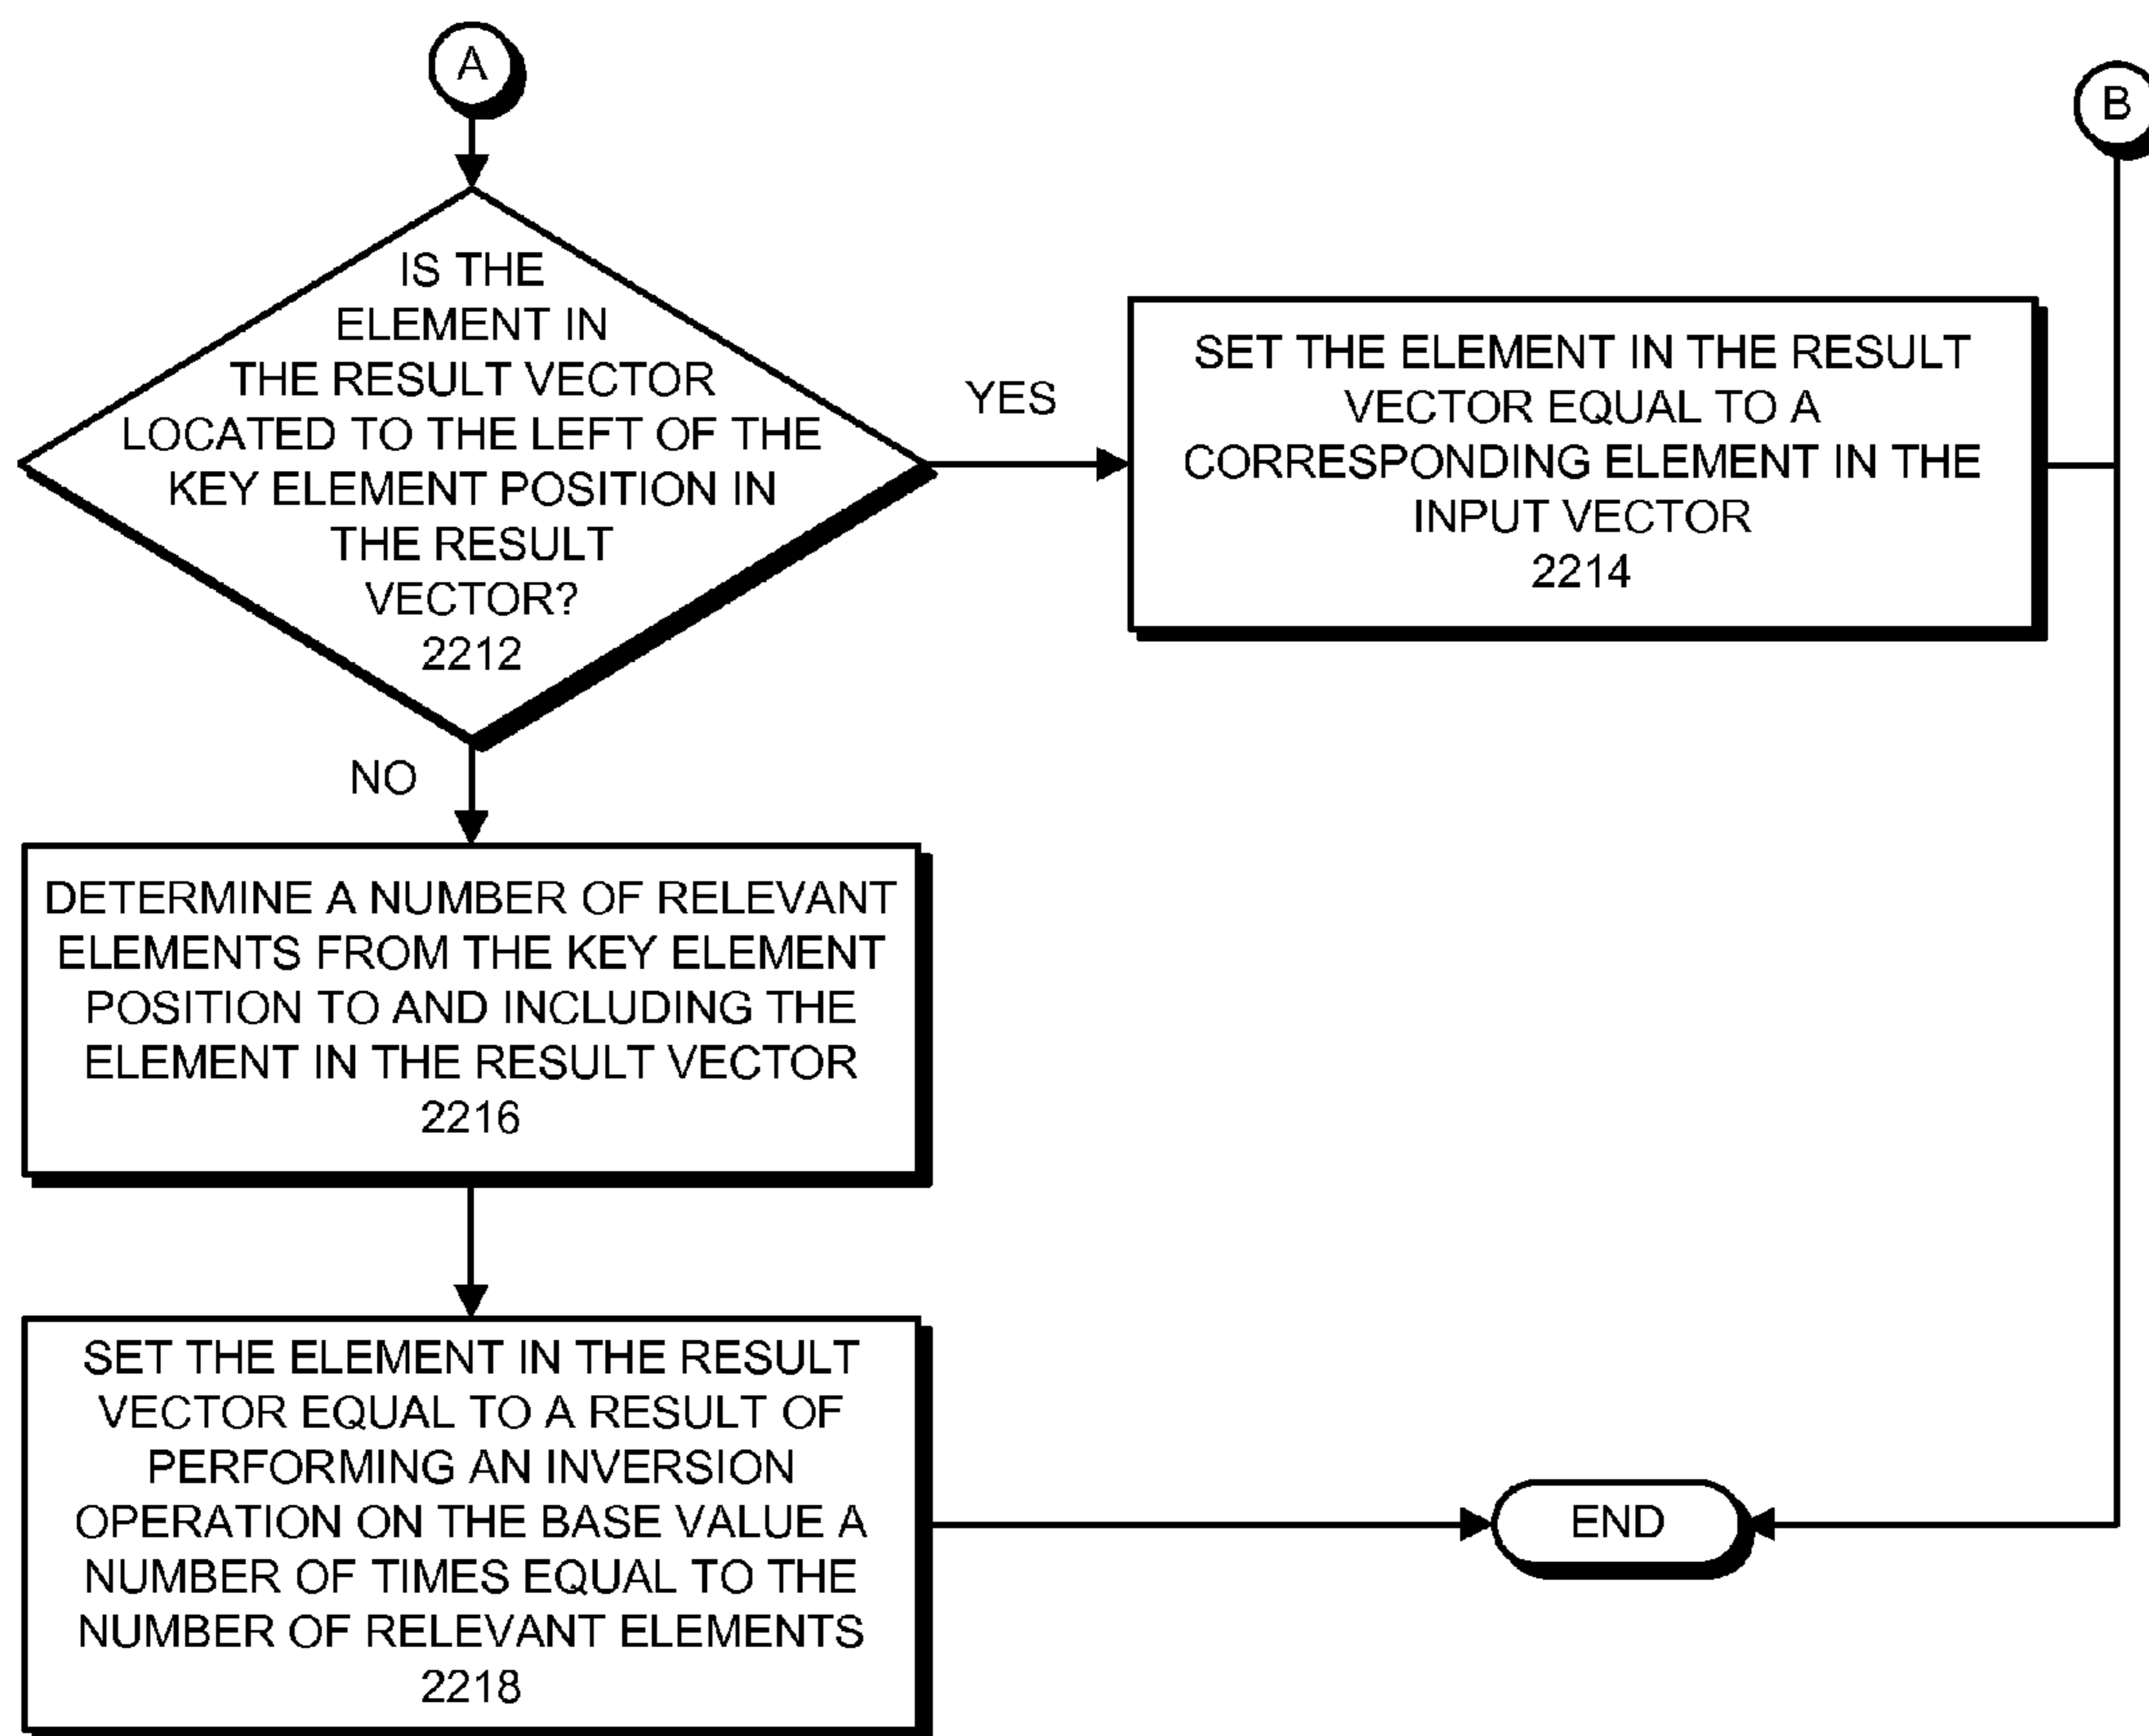 A
B
IS THE
ELEMENT IN
THE RESULT VECTOR
LOCATED TO THE LEFT OF THE
KEY ELEMENT POSITION IN
THE RESULT
VECTOR?
2212
YES
SET THE ELEMENT IN THE RESULT
VECTOR EQUAL TO A
CORRESPONDING ELEMENT IN THE
INPUT VECTOR
2214
NO
DETERMINE A NUMBER OF RELEVANT
ELEMENTS FROM THE KEY ELEMENT
POSITION TO AND INCLUDING THE
ELEMENT IN THE RESULT VECTOR
2216
SET THE ELEMENT IN THE RESULT
VECTOR EQUAL TO A RESULT OF
PERFORMING AN INVERSION
OPERATION ON THE BASE VALUE A
NUMBER OF TIMES EQUAL TO THE
NUMBER OF RELEVANT ELEMENTS
2218
END